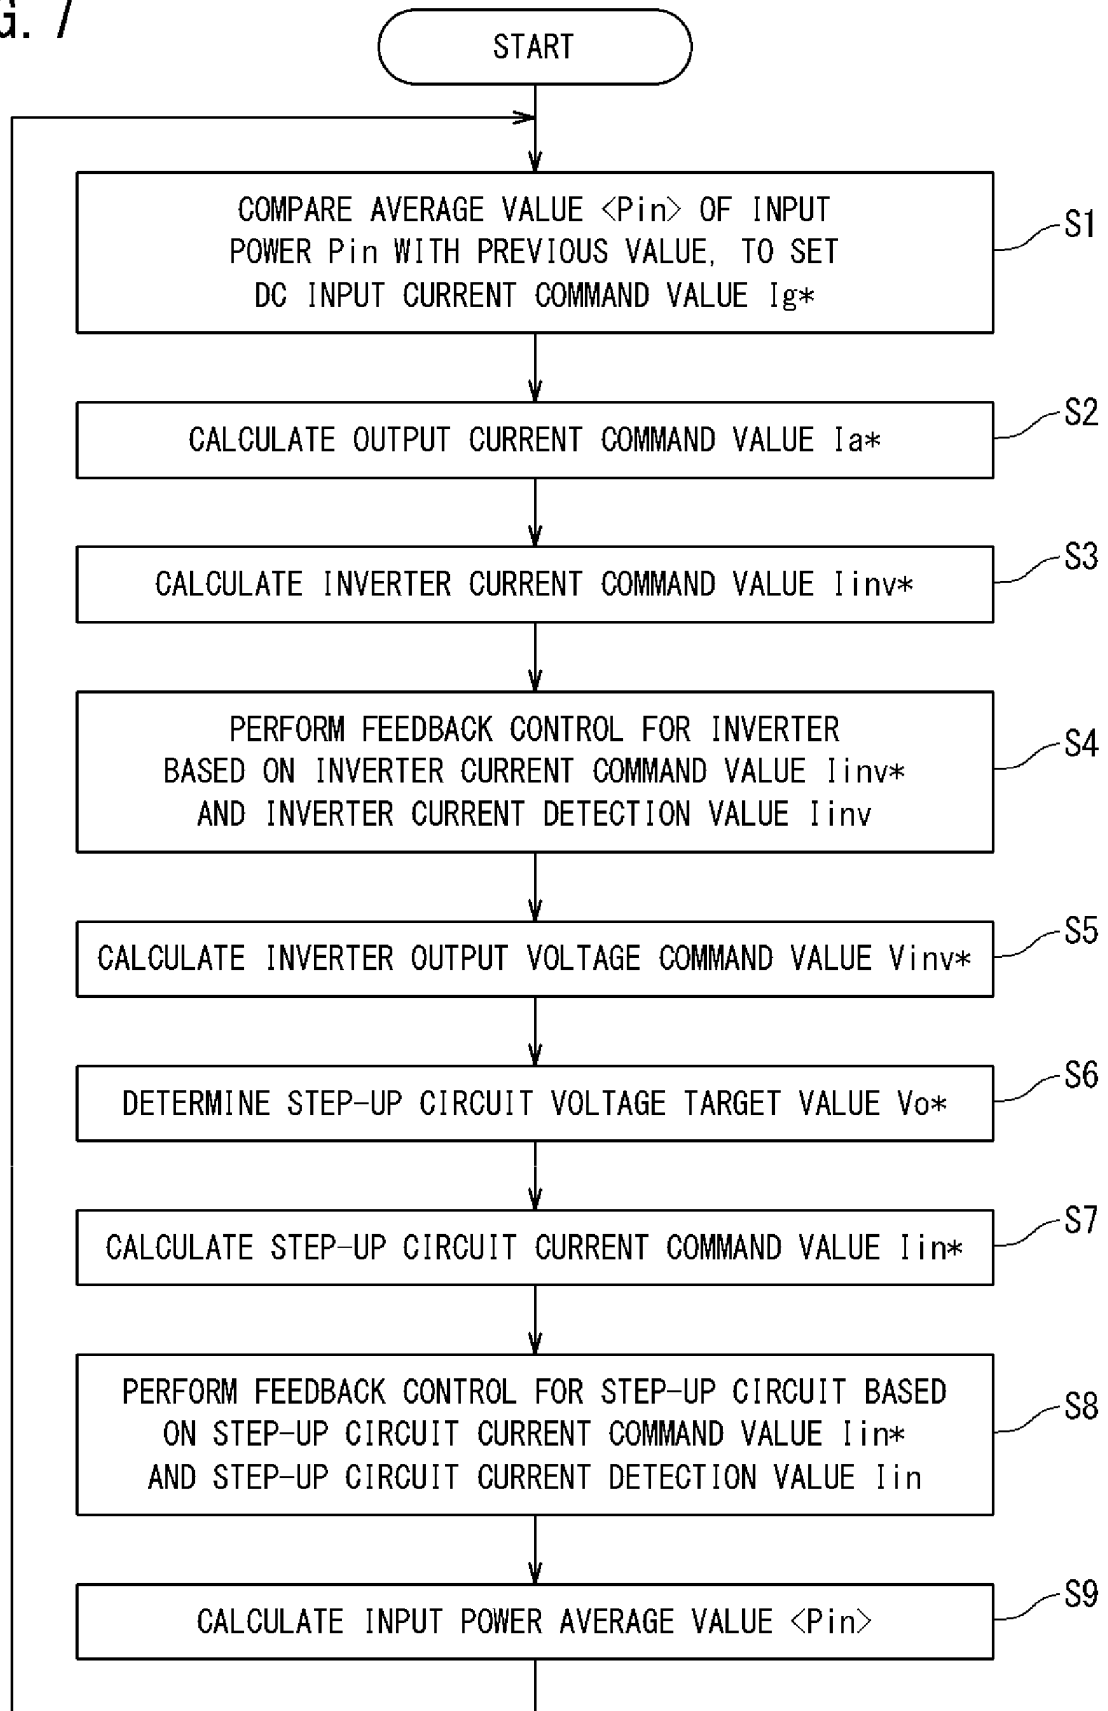 G. 7
START
COMPARE AVERAGE VALUE <Pin> OF INPUT
POWER Pin WITH PREVIOUS VALUE, TO SET
DC INPUT CURRENT COMMAND VALUE Ig*
S1
CALCULATE OUTPUT CURRENT COMMAND VALUE Ia*
S2
CALCULATE INVERTER CURRENT COMMAND VALUE Iinv*
S3
PERFORM FEEDBACK CONTROL FOR INVERTER
BASED ON INVERTER CURRENT COMMAND VALUE Iinv*
AND INVERTER CURRENT DETECTION VALUE Iinv
S4
CALCULATE INVERTER OUTPUT VOLTAGE COMMAND VALUE Vinv*
S5
DETERMINE STEP-UP CIRCUIT VOLTAGE TARGET VALUE Vo*
S6
CALCULATE STEP-UP CIRCUIT CURRENT COMMAND VALUE Iin*
S7
PERFORM FEEDBACK CONTROL FOR STEP-UP CIRCUIT BASED
ON STEP-UP CIRCUIT CURRENT COMMAND VALUE Iin*
AND STEP-UP CIRCUIT CURRENT DETECTION VALUE Iin
S8
CALCULATE INPUT POWER AVERAGE VALUE <Pin>
S9